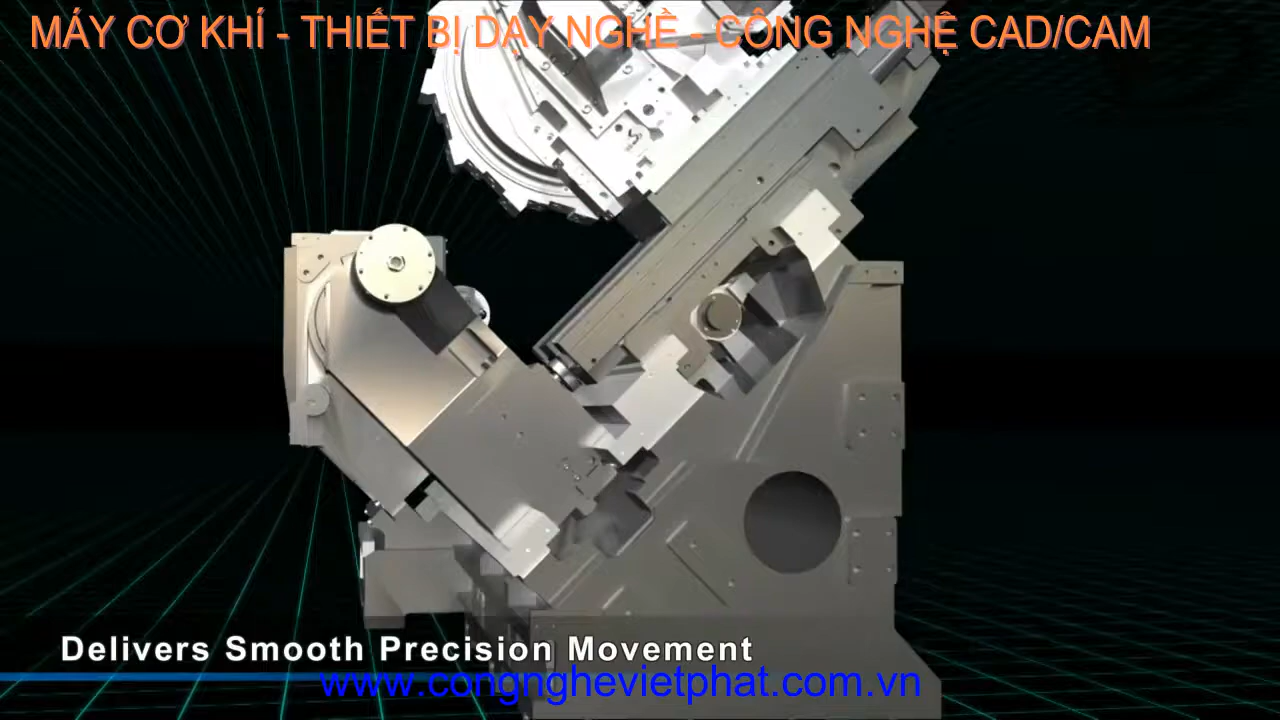 MÁY CƠ KHÍ - THIẾT BỊ DẠY NGHỀ - CÔNG NGHỆ CAD/CAM
Delivers Smooth Precision Movement
www.congnghevietphat.com.vn